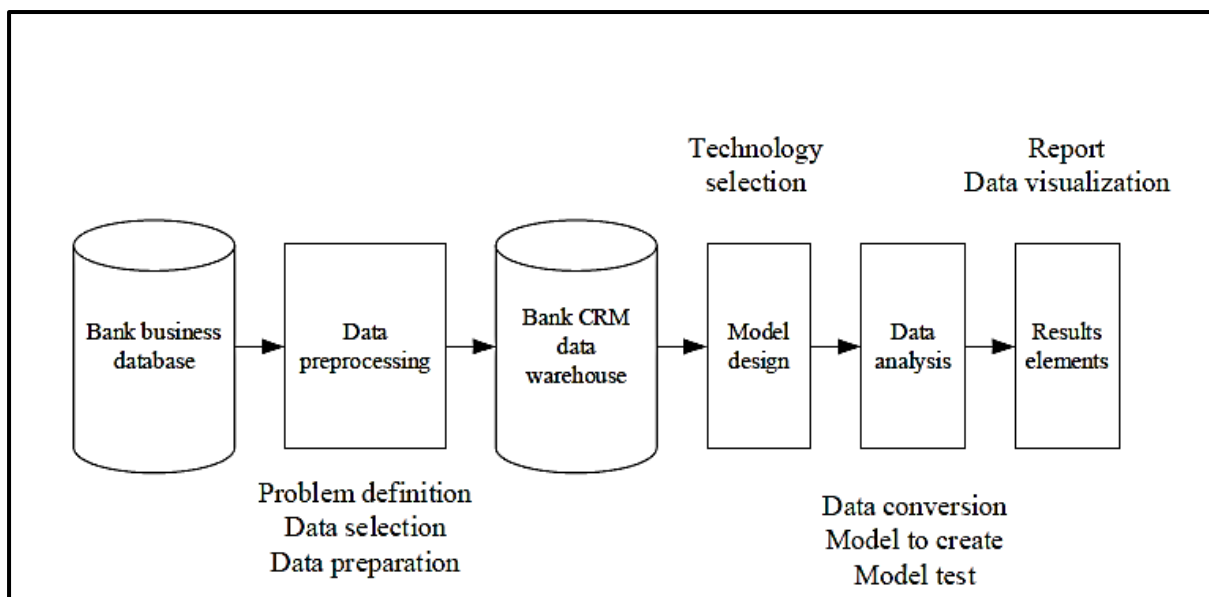 Technology
selection
Report
Data visualization
Bank business
database
Data
preprocessing
Bank CRM
data
warehouse
Model
design
Data
analysis
Results
elements
Problem definition
Data selection
Data preparation
Data conversion
Model to create
Model test